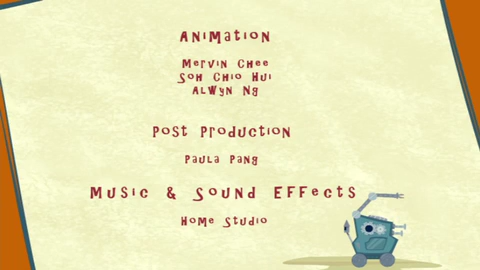 Animation
Mervin Chee
Soh Chio Hui
Alwyn Ng
Post Production
Paula Pang
Music & Sound Effects
Home Studio